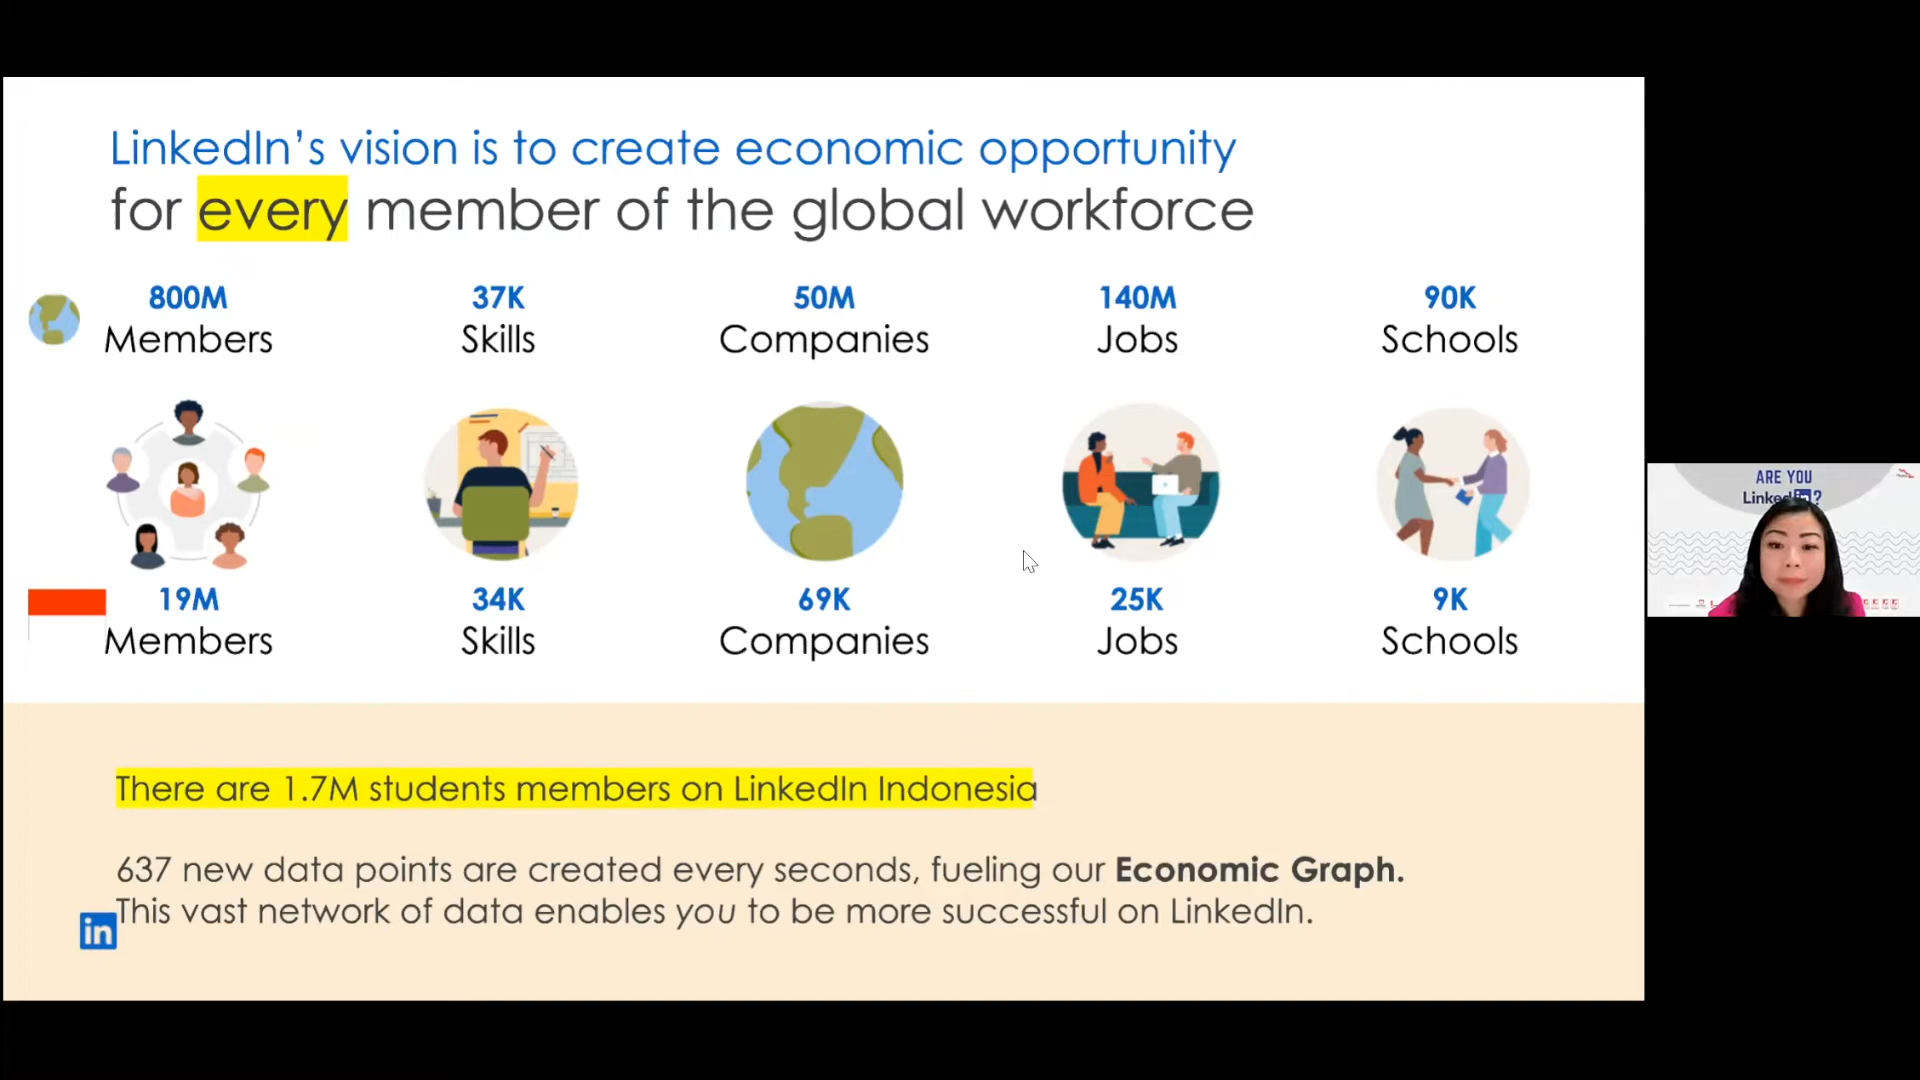 LinkedIn’s vision is to create economic opportunity
for every member of the global workforce
800M
Members
37K
Skills
50M
Companies
140M
Jobs
90K
Schools
19M
Members
34K
Skills
69K
Companies
25K
Jobs
9K
Schools
There are 1.7M students members on LinkedIn Indonesia
637 new data points are created every seconds, fueling our Economic Graph.
This vast network of data enables you to be more successful on LinkedIn.
in
ARE YOU
LinkedIn?